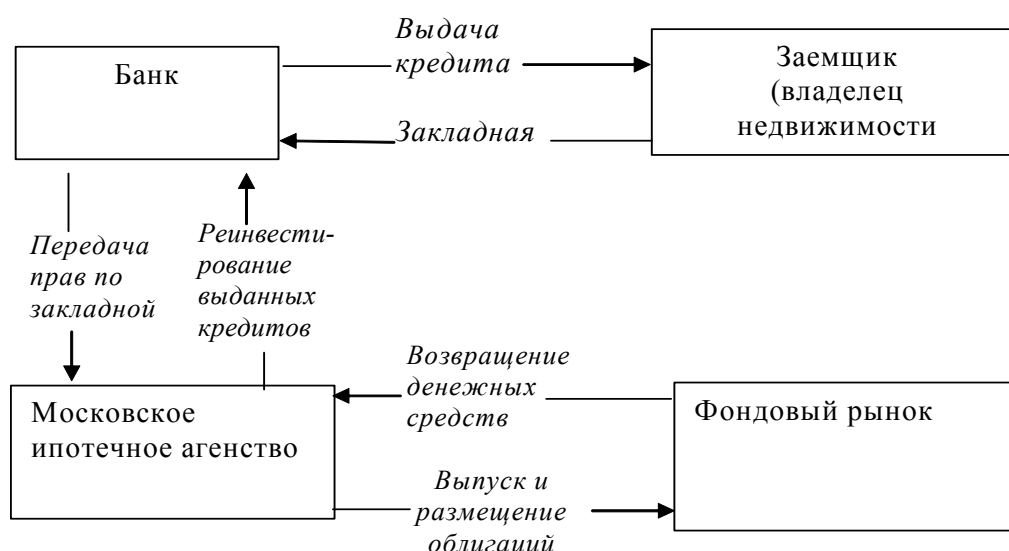 Выдача
кредита
Банк
Заемщик
(владелец
недвижимости
Закладная
Передача
прав по
закладной
Реинвести-
рование
выданных
кредитов
Возвращение
денежных
средств
Московское
ипотечное агенство
Фондовый рынок
Выпуск и
размещение
облигаций